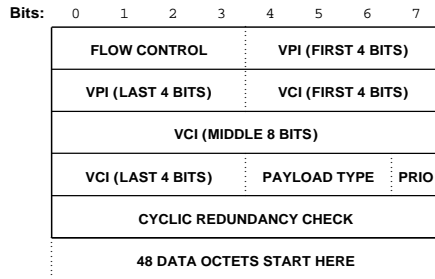 Bits: 0 1 2 3 4 5 6 7
FLOW CONTROL VPI (FIRST 4 BITS)
VPI (LAST 4 BITS) VCI (FIRST 4 BITS)
VCI (MIDDLE 8 BITS)
VCI (LAST 4 BITS) PAYLOAD TYPE PRIO
CYCLIC REDUNDANCY CHECK
48 DATA OCTETS START HERE